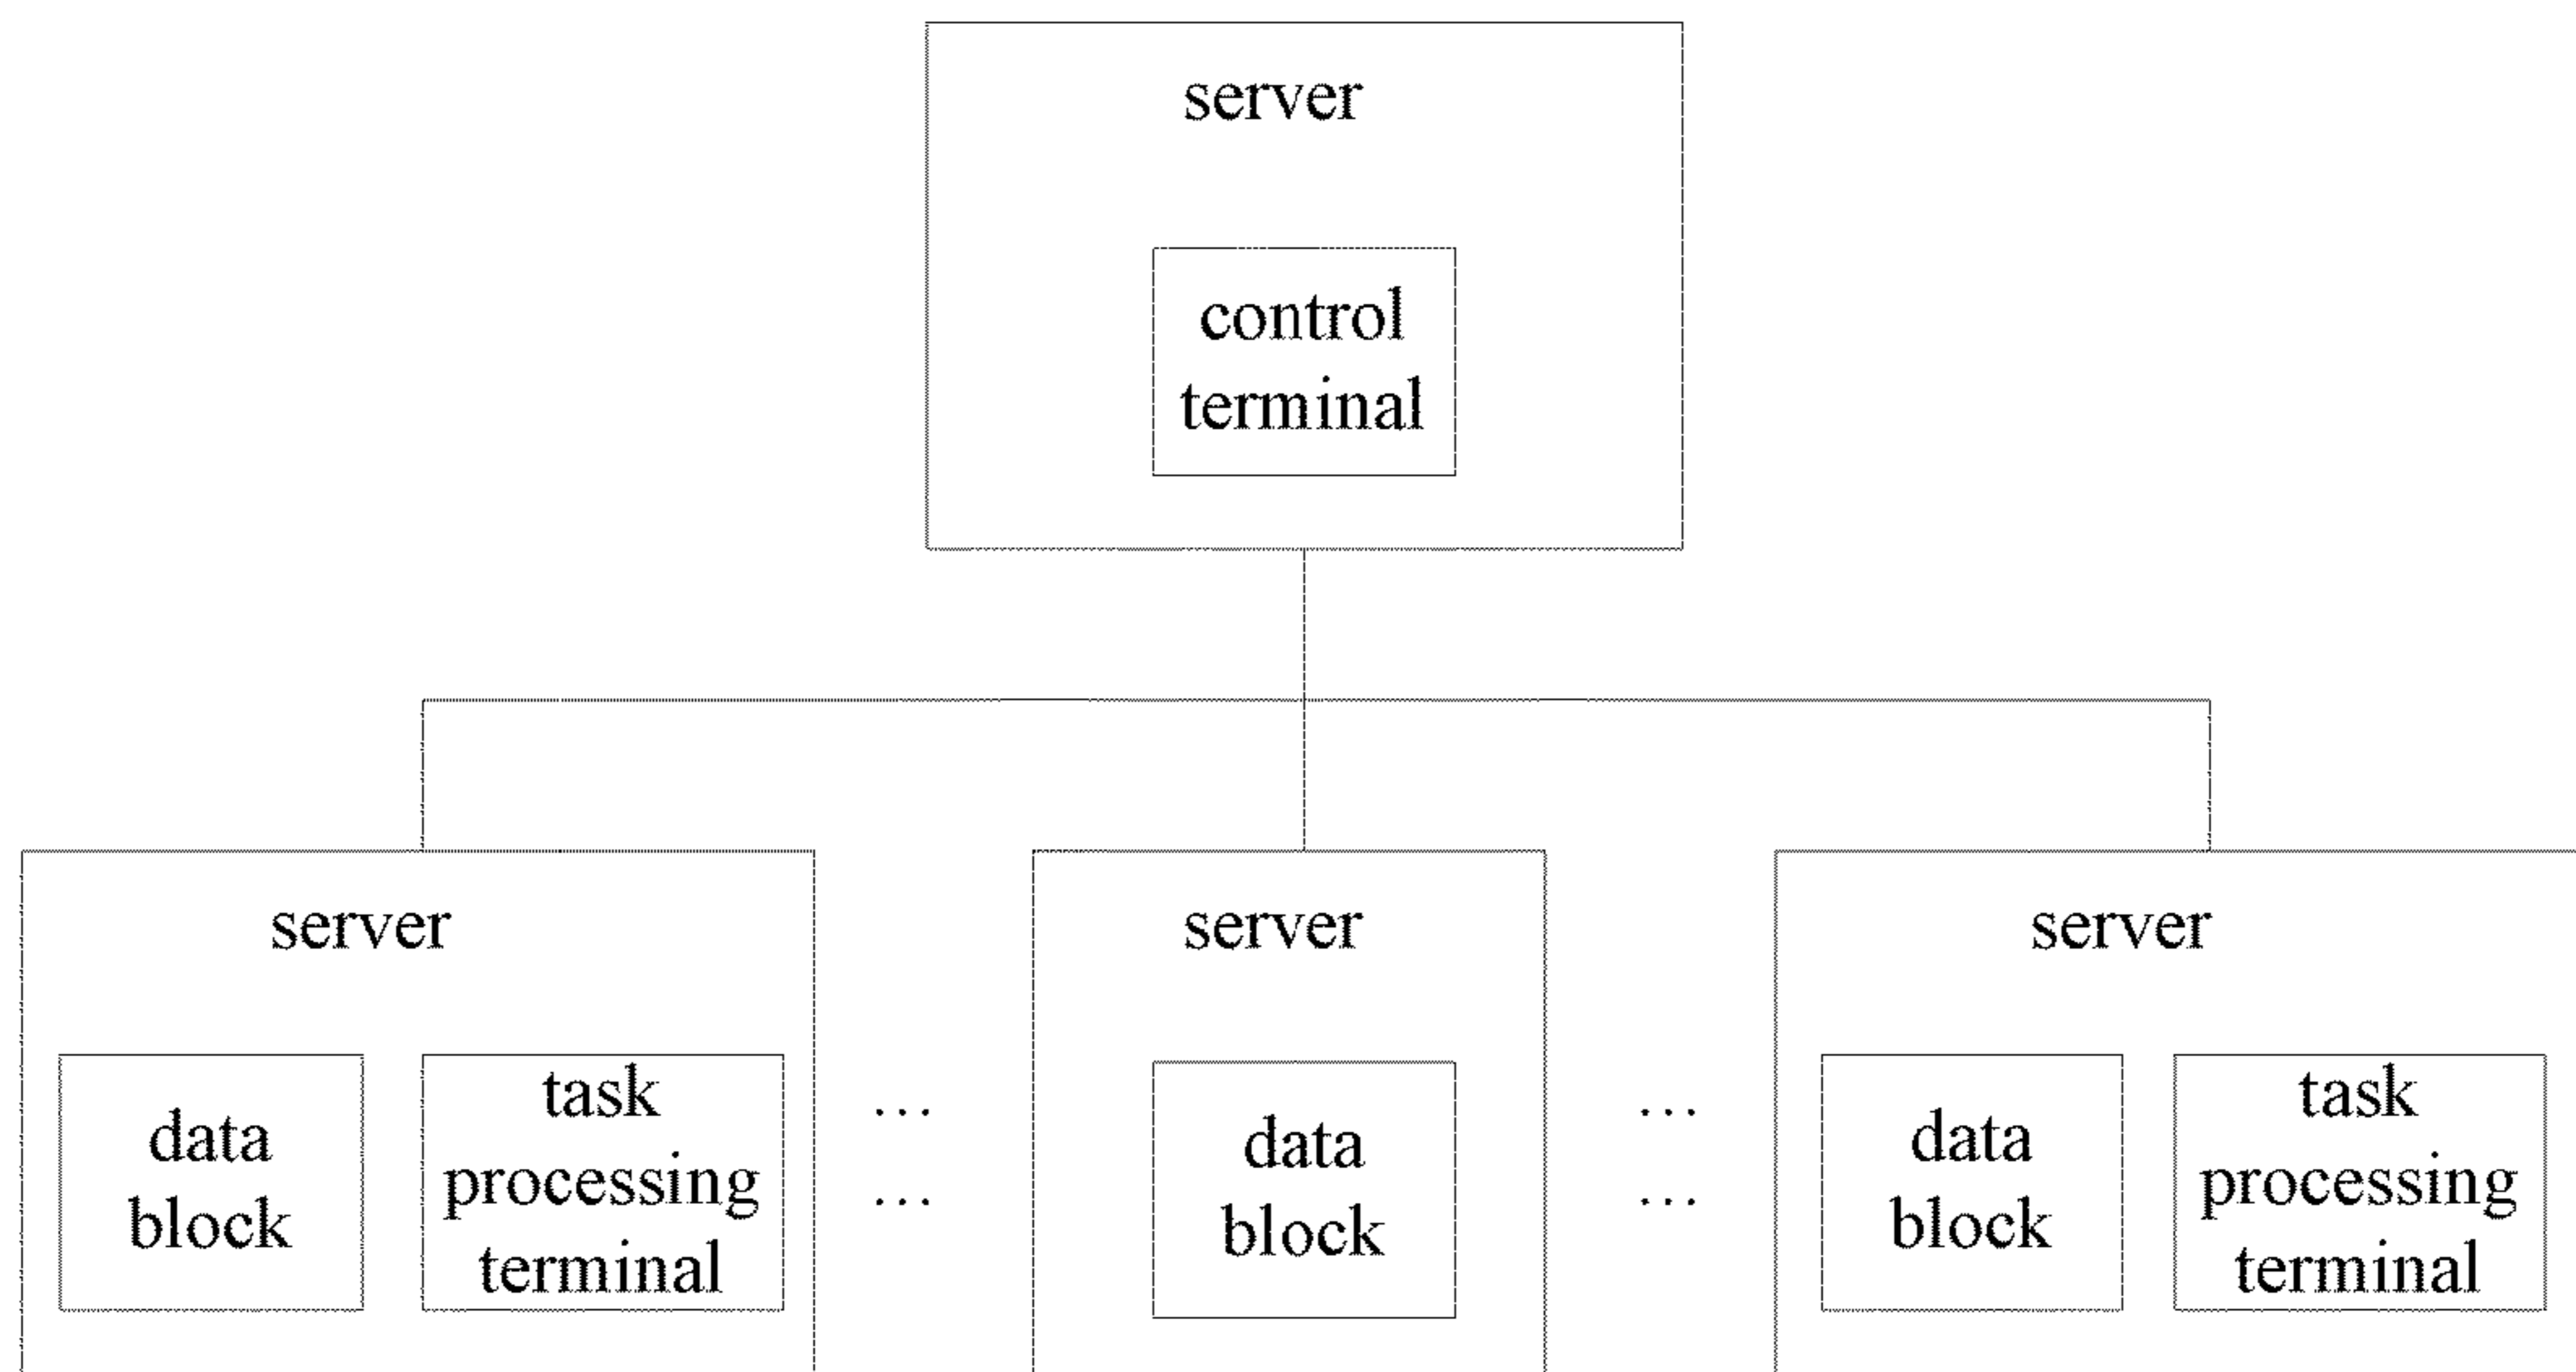 server
control
terminal
server
data
block
task
processing
terminal
…
…
server
data
block
…
…
server
data
block
task
processing
terminal